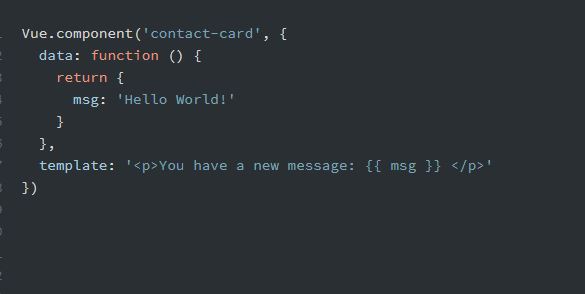 Vue.component('contact-card', {
  data: function () {
    return {
      msg: 'Hello World!'
    }
  },
  template: '<p>You have a new message: {{ msg }} </p>'
})